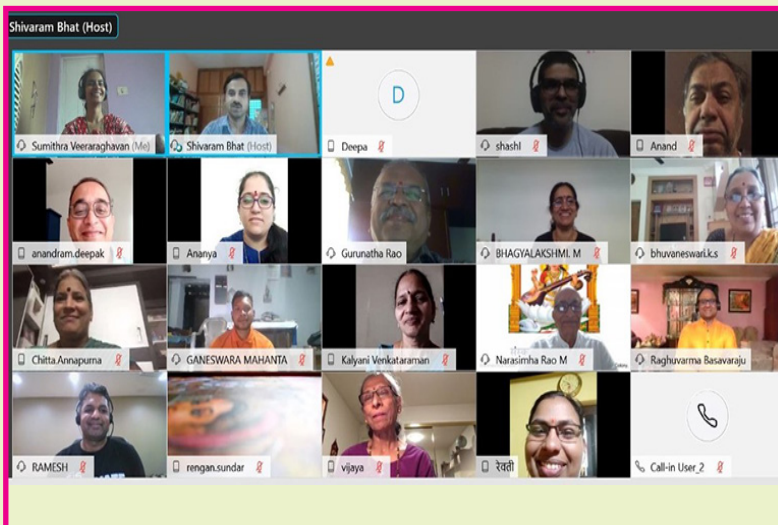 Shivaram Bhat (Host)
Sumithra Veeraraghavan (Me)
Shivaram Bhat (Host)
D
Deepa
shashI
Anand
anandram.deepak
Ananya
Gurunatha Rao
BHAGYALAKSHMI. M
bhuvaneswari.k.s
Chitta.Annapurna
GANESWARA MAHANTA
Kalyani Venkataraman
Narasimha Rao M
Raghuvarma Basavaraju
RAMESH
rengan.sundar
vijaya
रेवती
Call-in User_2